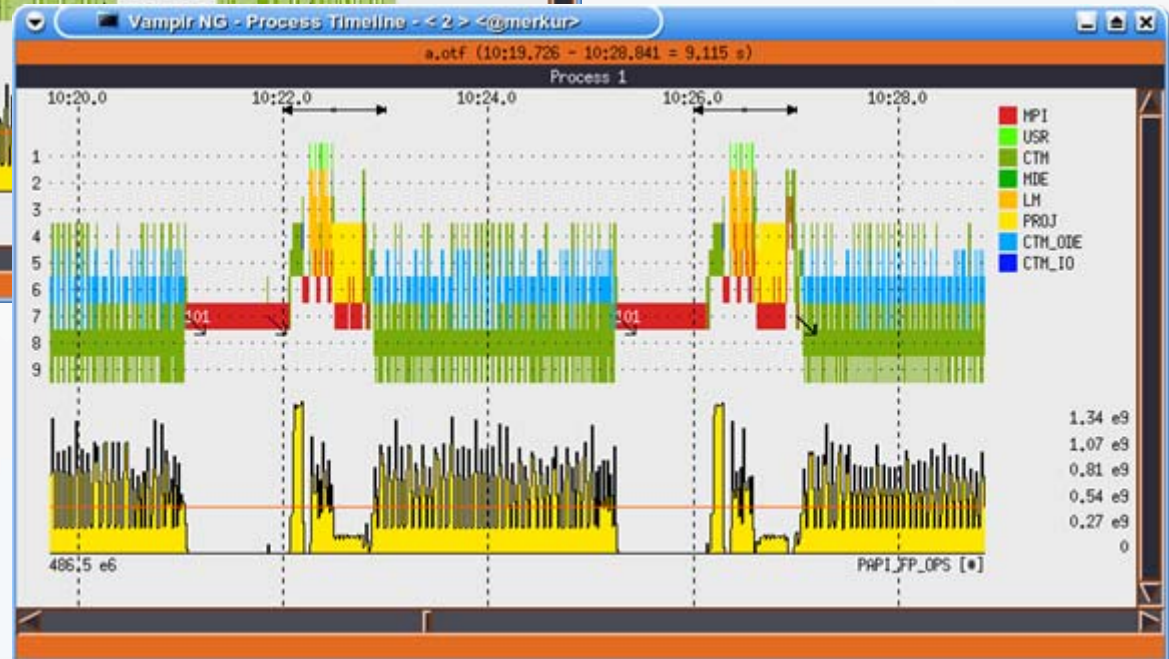 Vampir NG - Process Timeline - < 2 > <@merkur>
a.otf (10:19.726 - 10:28.841 = 9.115 s)
Process 1
10:20.0 10:22.0 10:24.0 10:26.0 10:28.0
MPI
USR
CTM
MDE
LM
PROJ
CTM_ODE
CTM_IO
1
2
3
4
5
6
7 101 101
8
9
1.34 e9
1.07 e9
0.81 e9
0.54 e9
0.27 e9
0
486.5 e6 PAPI_FP_OPS [*]